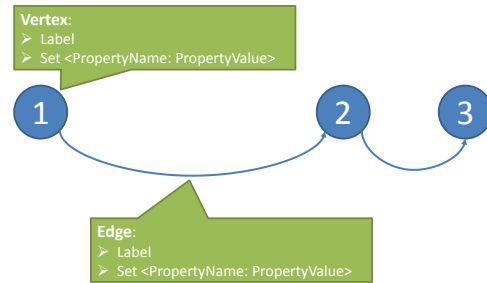 Vertex:
➢ Label
➢ Set <PropertyName: PropertyValue>
1
2
3
Edge:
➢ Label
➢ Set <PropertyName: PropertyValue>